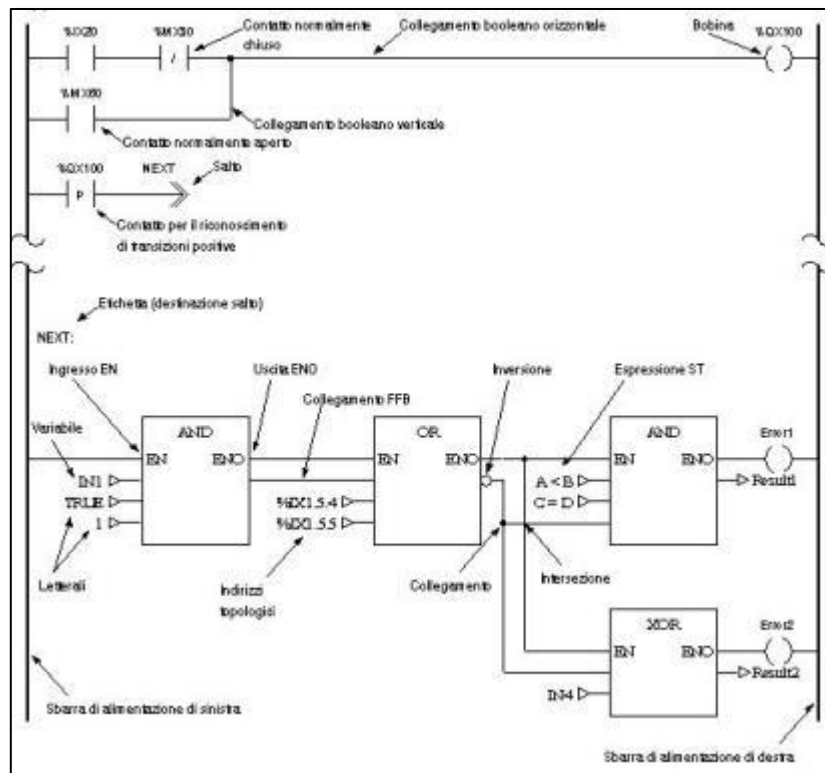 %IX20
%MX30
Contatto normalmente
chiuso
Collegamento booleano orizzontale
Bobina
%QX100
/
%MX60
Collegamento booleano verticale
Contatto normalmente aperto
%QX100
NEXT
Salto
P
Contatto per il riconoscimento
di transizioni positive
Etichetta (destinazione salto)
NEXT:
Ingresso EN
Uscita ENO
Collegamento FFB
Inversione
Espressione ST
Variabile
AND
OR
AND
Error1
EN ENO
EN ENO
EN ENO
IN1
A < B
Result1
TRUE
%IX1.5.4
C = D
1
%IX1.5.5
Letterali
Indirizzi
topologici
Collegamento
Intersezione
XOR
Error2
EN ENO
Result2
IN4
Sbarra di alimentazione di sinistra
Sbarra di alimentazione di destra